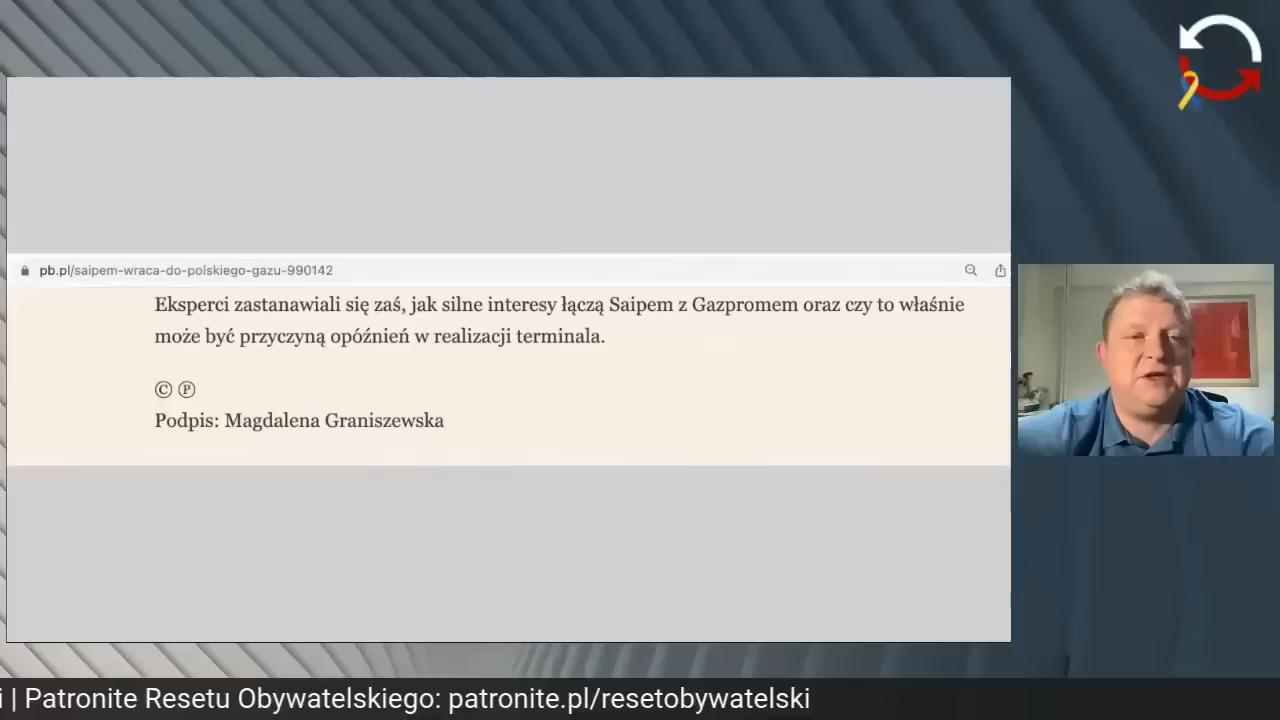 pb.pl/saipem-wraca-do-polskiego-gazu-990142
Eksperci zastanawiali się zaś, jak silne interesy łączą Saipem z Gazpromem oraz czy to właśnie
może być przyczyną opóźnień w realizacji terminala.
© ℗
Podpis: Magdalena Graniszewska
i | Patronite Resetu Obywatelskiego: patronite.pl/resetobywatelski